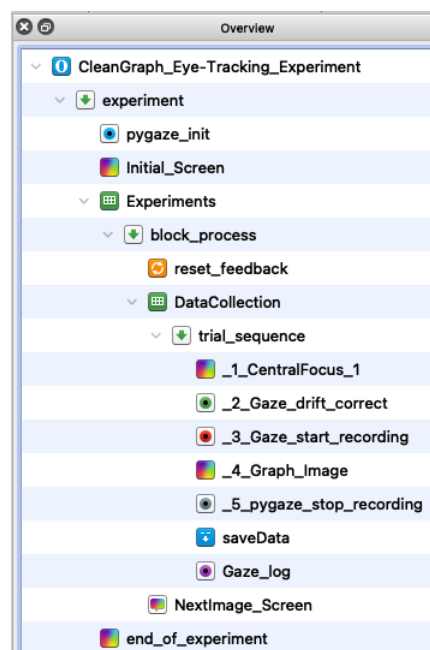 Overview
CleanGraph_Eye-Tracking_Experiment
experiment
pygaze_init
Initial_Screen
Experiments
block_process
reset_feedback
DataCollection
trial_sequence
_1_CentralFocus_1
_2_Gaze_drift_correct
_3_Gaze_start_recording
_4_Graph_Image
_5_pygaze_stop_recording
saveData
Gaze_log
NextImage_Screen
end_of_experiment